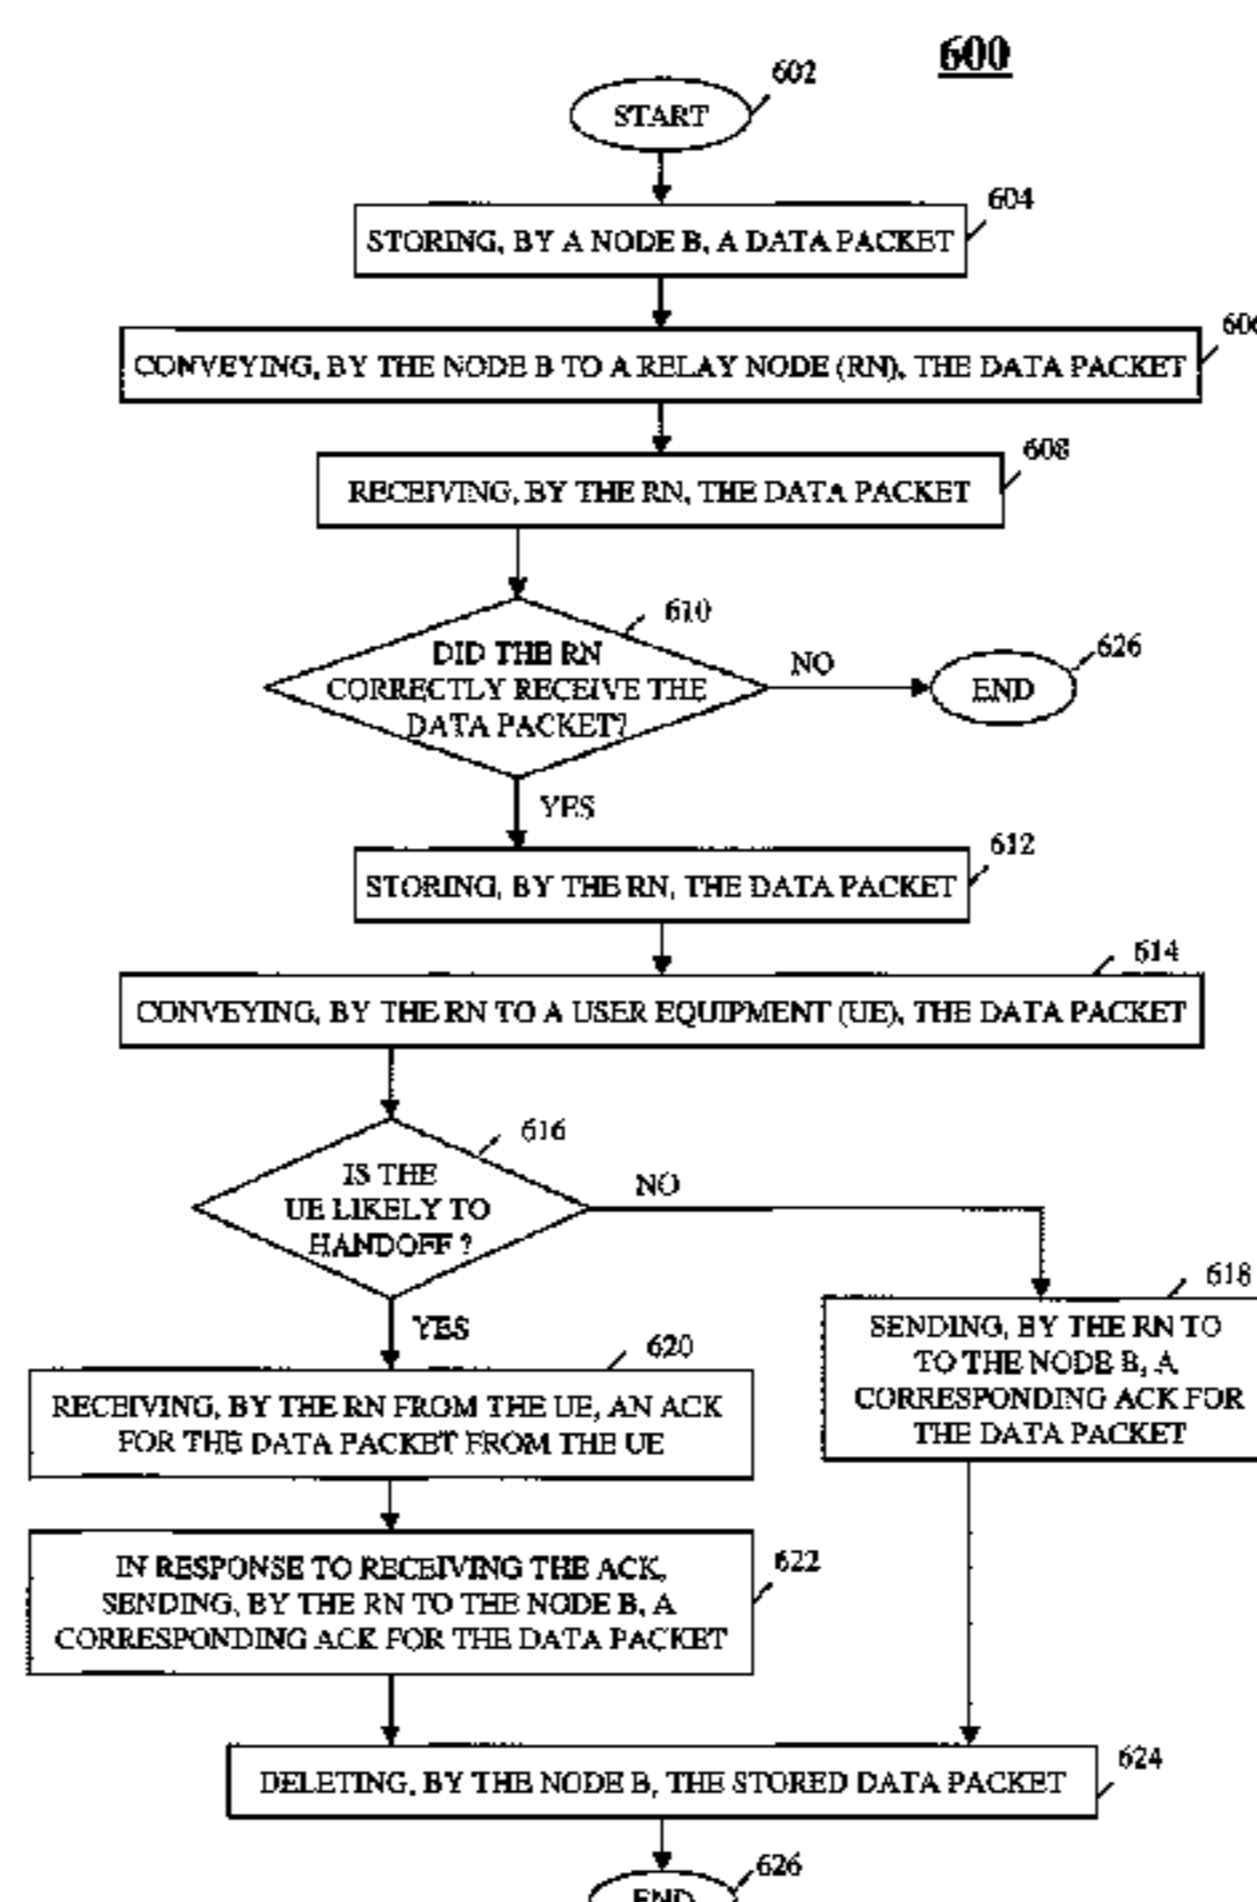 600
602
START
604
STORING, BY A NODE B, A DATA PACKET
606
CONVEYING, BY THE NODE B TO A RELAY NODE (RN), THE DATA PACKET
608
RECEIVING, BY THE RN, THE DATA PACKET
610
DID THE RN
CORRECTLY RECEIVE THE
DATA PACKET?
NO
626
END
YES
612
STORING, BY THE RN, THE DATA PACKET
614
CONVEYING, BY THE RN TO A USER EQUIPMENT (UE), THE DATA PACKET
616
IS THE
UE LIKELY TO
HANDOFF ?
NO
618
SENDING, BY THE RN TO
TO THE NODE B, A
CORRESPONDING ACK FOR
THE DATA PACKET
YES
620
RECEIVING, BY THE RN FROM THE UE, AN ACK
FOR THE DATA PACKET FROM THE UE
622
IN RESPONSE TO RECEIVING THE ACK,
SENDING, BY THE RN TO THE NODE B, A
CORRESPONDING ACK FOR THE DATA PACKET
624
DELETING, BY THE NODE B, THE STORED DATA PACKET
626
END